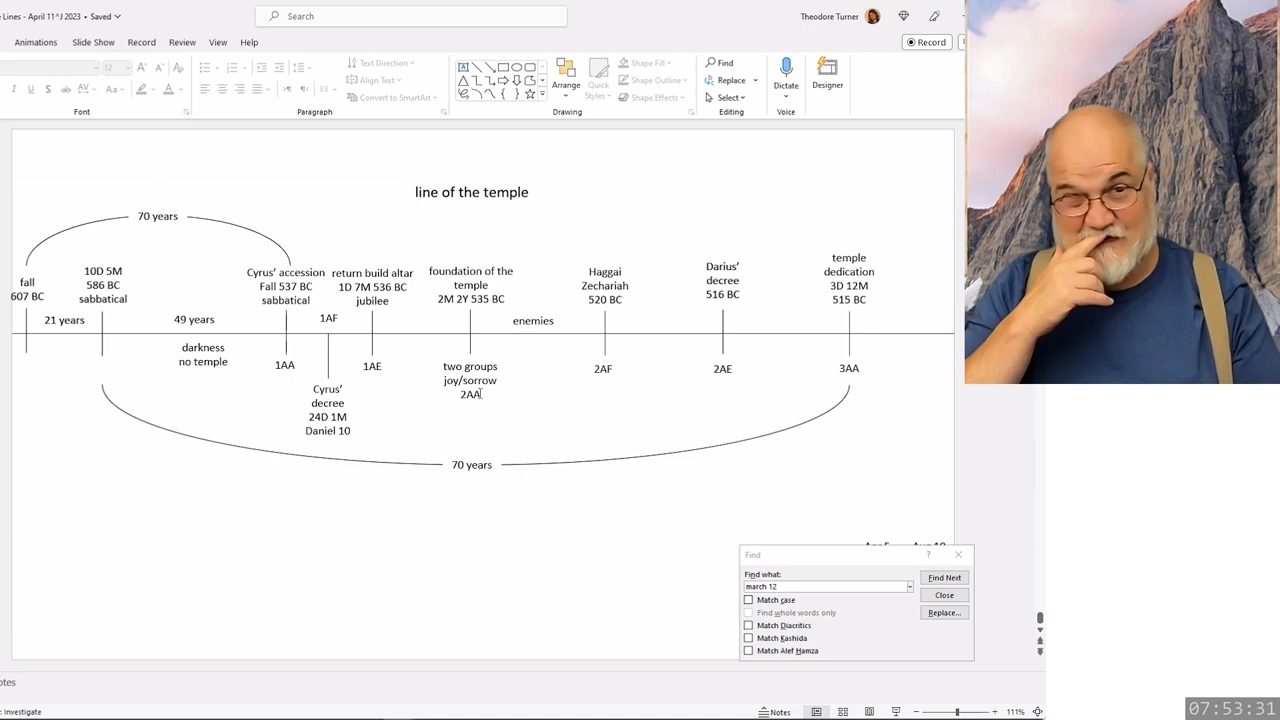 Lines - April 11^J 2023 • Saved
Search
Theodore Turner
Animations
Slide Show
Record
Review
View
Help
Record
12
Text Direction
Align Text
Convert to SmartArt
Arrange
Quick
Styles
Shape Fill
Shape Outline
Shape Effects
Find
Replace
Select
Dictate
Designer
Font
Paragraph
Drawing
Editing
Voice
line of the temple
70 years
fall
607 BC
10D 5M
586 BC
sabbatical
Cyrus' accession
Fall 537 BC
sabbatical
return build altar
1D 7M 536 BC
jubilee
foundation of the
temple
2M 2Y 535 BC
Haggai
Zechariah
520 BC
Darius'
decree
516 BC
temple
dedication
3D 12M
515 BC
21 years
49 years
1AF
enemies
darkness
no temple
1AA
1AE
two groups
joy/sorrow
2AA
2AF
2AE
3AA
Cyrus'
decree
24D 1M
Daniel 10
70 years
Find
?
Find what:
march 12
Match case
Find whole words only
Match Diacritics
Match Kashida
Match Alef Hamza
Find Next
Close
Replace...
otes
: Investigate
Notes
111%
07:53:31